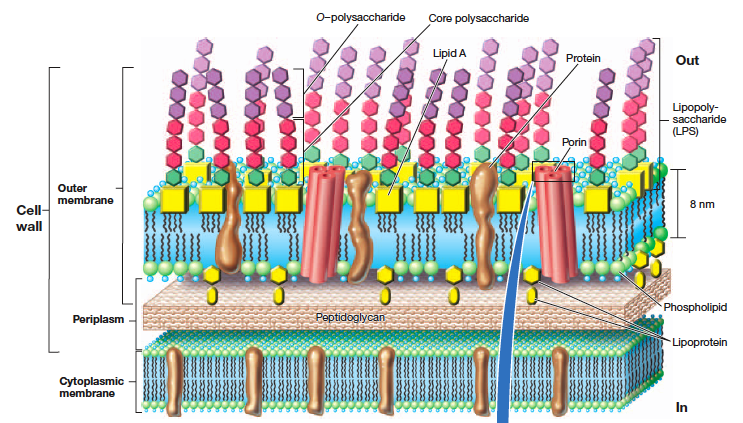 O–polysaccharide
Core polysaccharide
Lipid A
Protein
Out
Lipopoly-
saccharide
(LPS)
Porin
Outer
membrane
8 nm
Cell
wall
Phospholipid
Periplasm
Peptidoglycan
Lipoprotein
Cytoplasmic
membrane
In